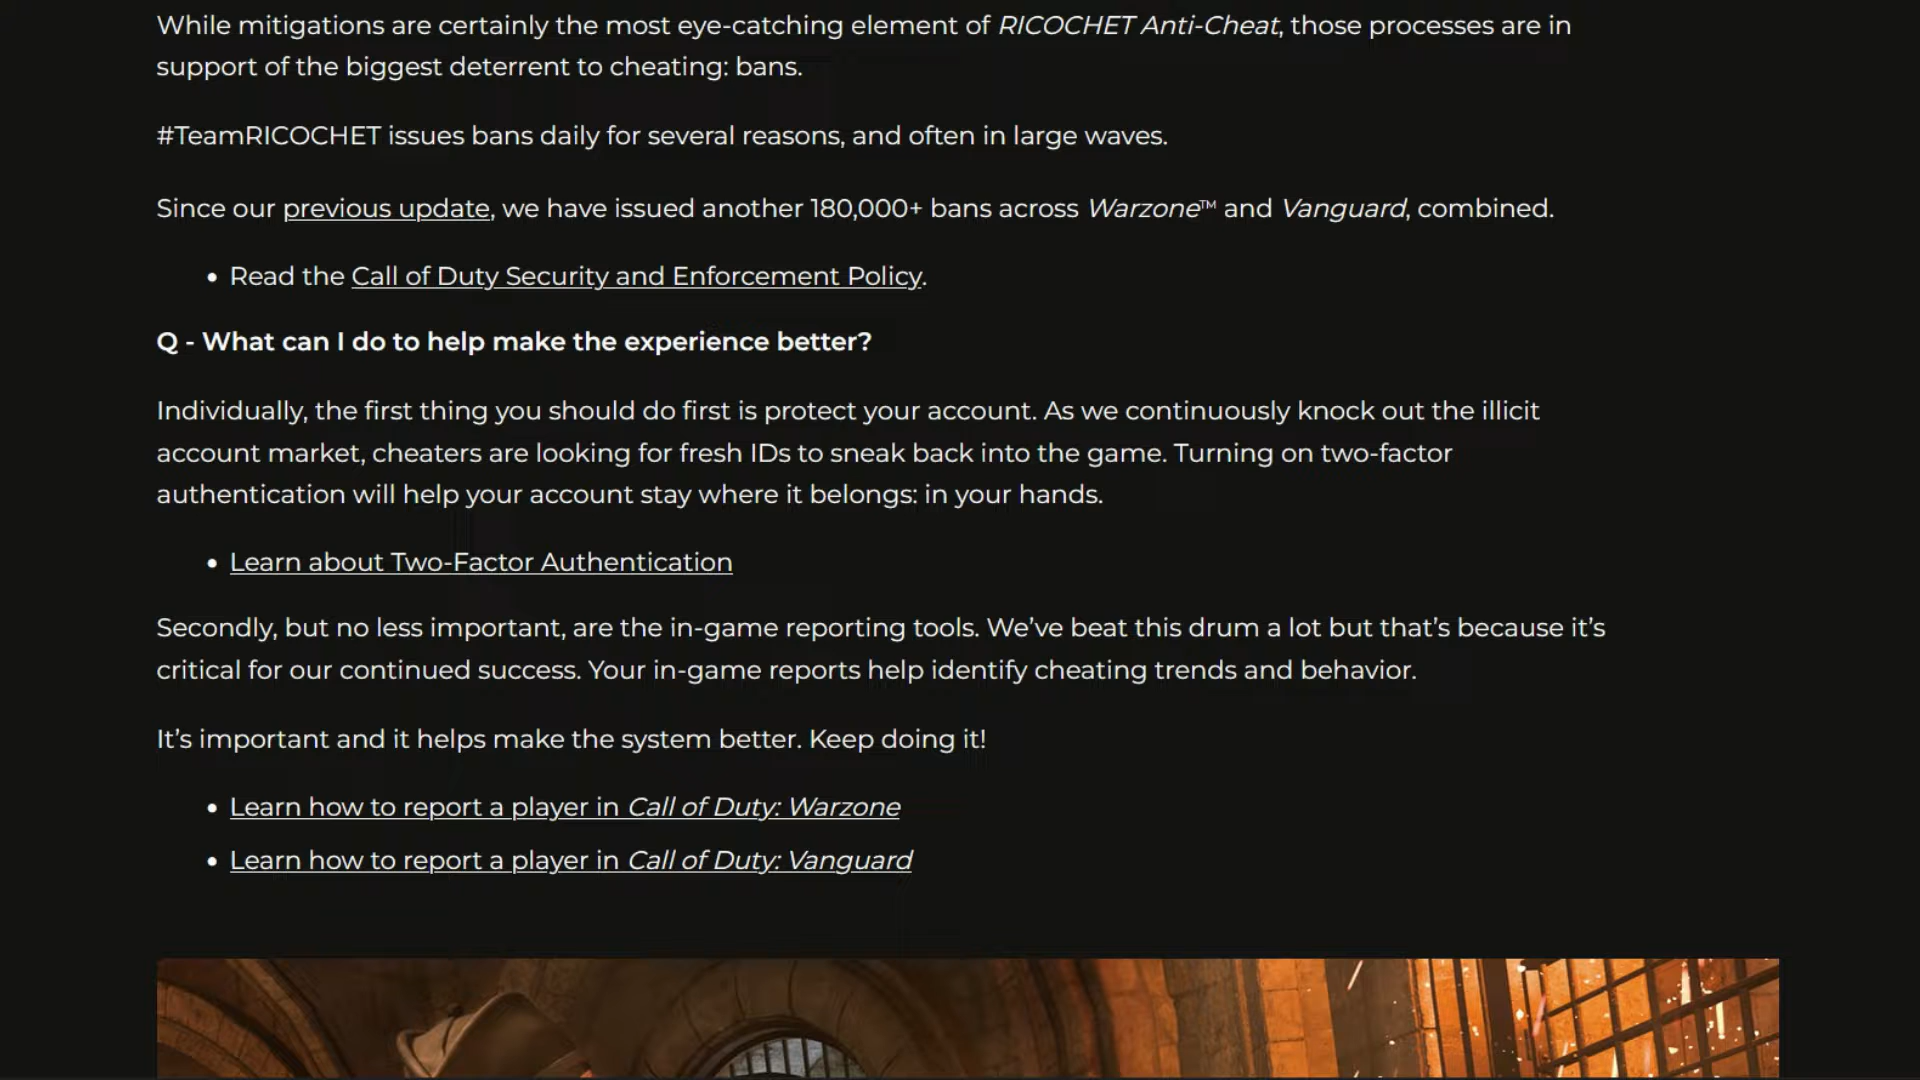 While mitigations are certainly the most eye-catching element of RICOCHET Anti-Cheat, those processes are in
support of the biggest deterrent to cheating: bans.
#TeamRICOCHET issues bans daily for several reasons, and often in large waves.
Since our previous update, we have issued another 180,000+ bans across Warzone™ and Vanguard, combined.
• Read the Call of Duty Security and Enforcement Policy.
Q - What can I do to help make the experience better?
Individually, the first thing you should do first is protect your account. As we continuously knock out the illicit
account market, cheaters are looking for fresh IDs to sneak back into the game. Turning on two-factor
authentication will help your account stay where it belongs: in your hands.
• Learn about Two-Factor Authentication
Secondly, but no less important, are the in-game reporting tools. We’ve beat this drum a lot but that’s because it’s
critical for our continued success. Your in-game reports help identify cheating trends and behavior.
It’s important and it helps make the system better. Keep doing it!
• Learn how to report a player in Call of Duty: Warzone
• Learn how to report a player in Call of Duty: Vanguard